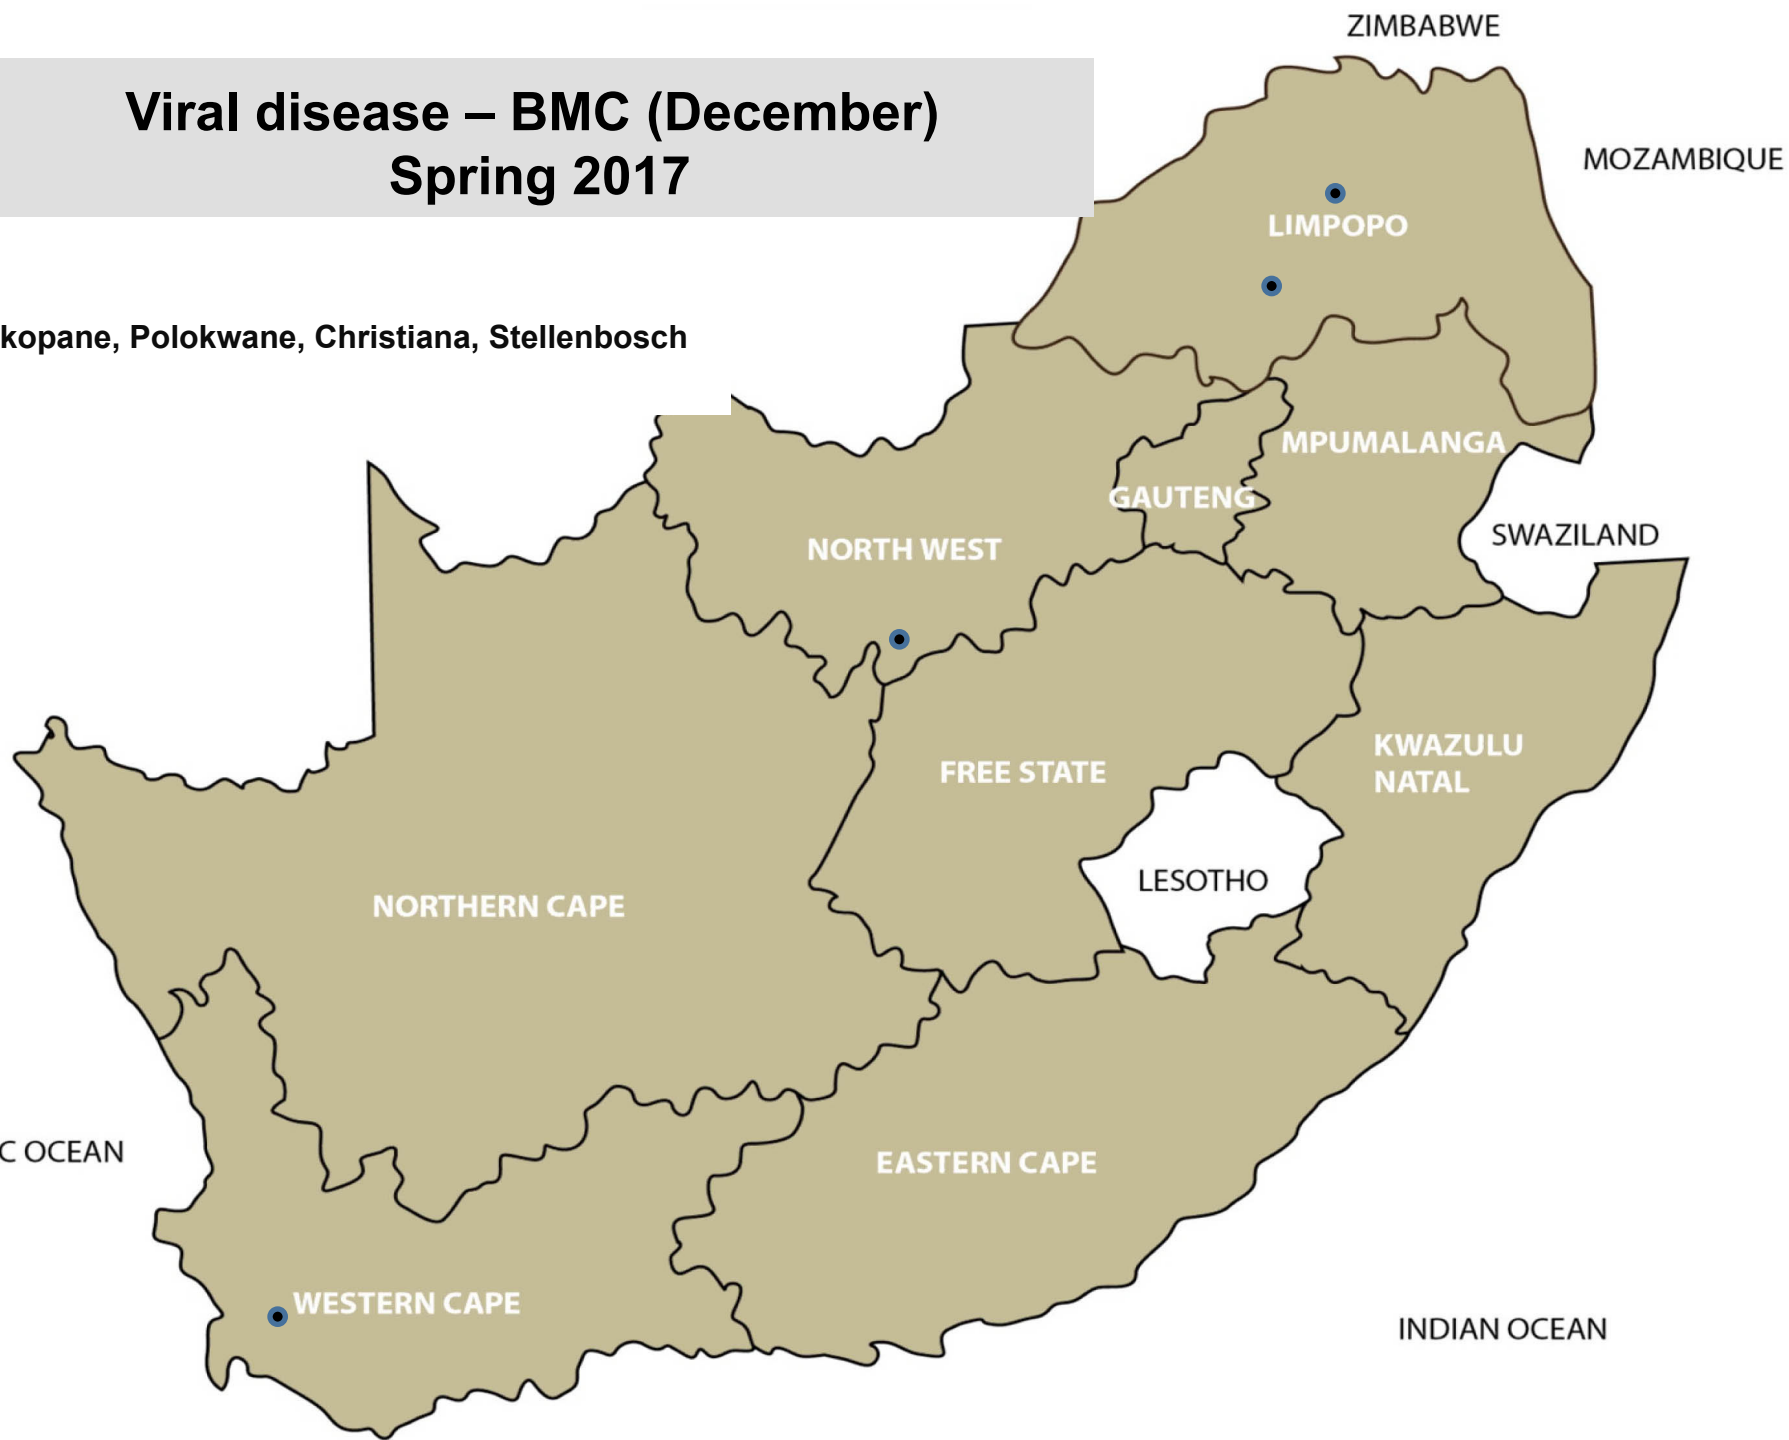 ZIMBABWE
Viral disease – BMC (December)
Spring 2017
MOZAMBIQUE
LIMPOPO
kopane, Polokwane, Christiana, Stellenbosch
MPUMALANGA
GAUTENG
SWAZILAND
NORTH WEST
KWAZULU
NATAL
FREE STATE
LESOTHO
NORTHERN CAPE
C OCEAN
EASTERN CAPE
WESTERN CAPE
INDIAN OCEAN